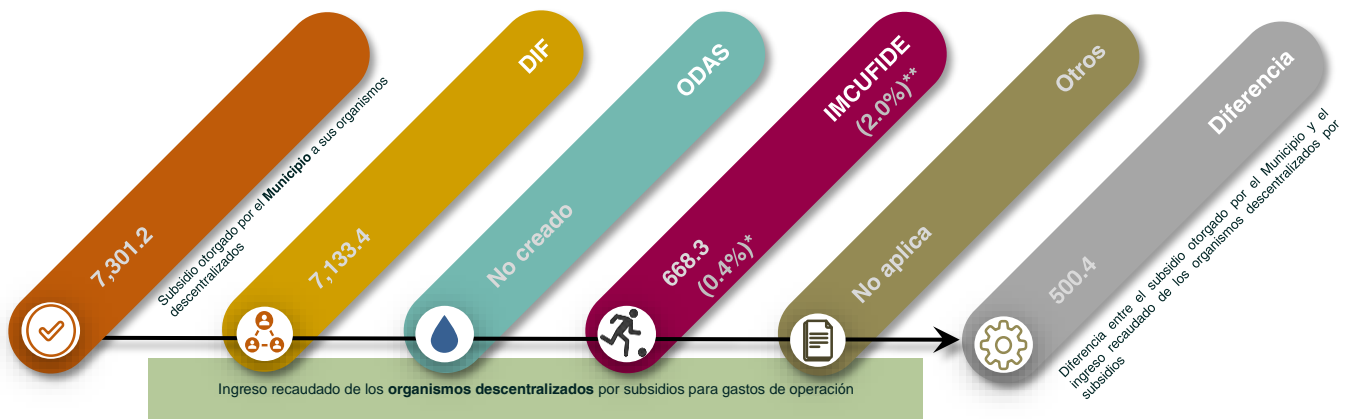 7,301.2
Subsidio otorgado por el Municipio a sus organismos
descentralizados
DIF
7,133.4
ODAS
No creado
IMCUFIDE
(2.0%)**
668.3
(0.4%)*
Otros
No aplica
Diferencia
500.4
Diferencia entre el subsidio otorgado por el Municipio y el
ingreso recaudado de los organismos descentralizados por
subsidios
Ingreso recaudado de los organismos descentralizados por subsidios para gastos de operación